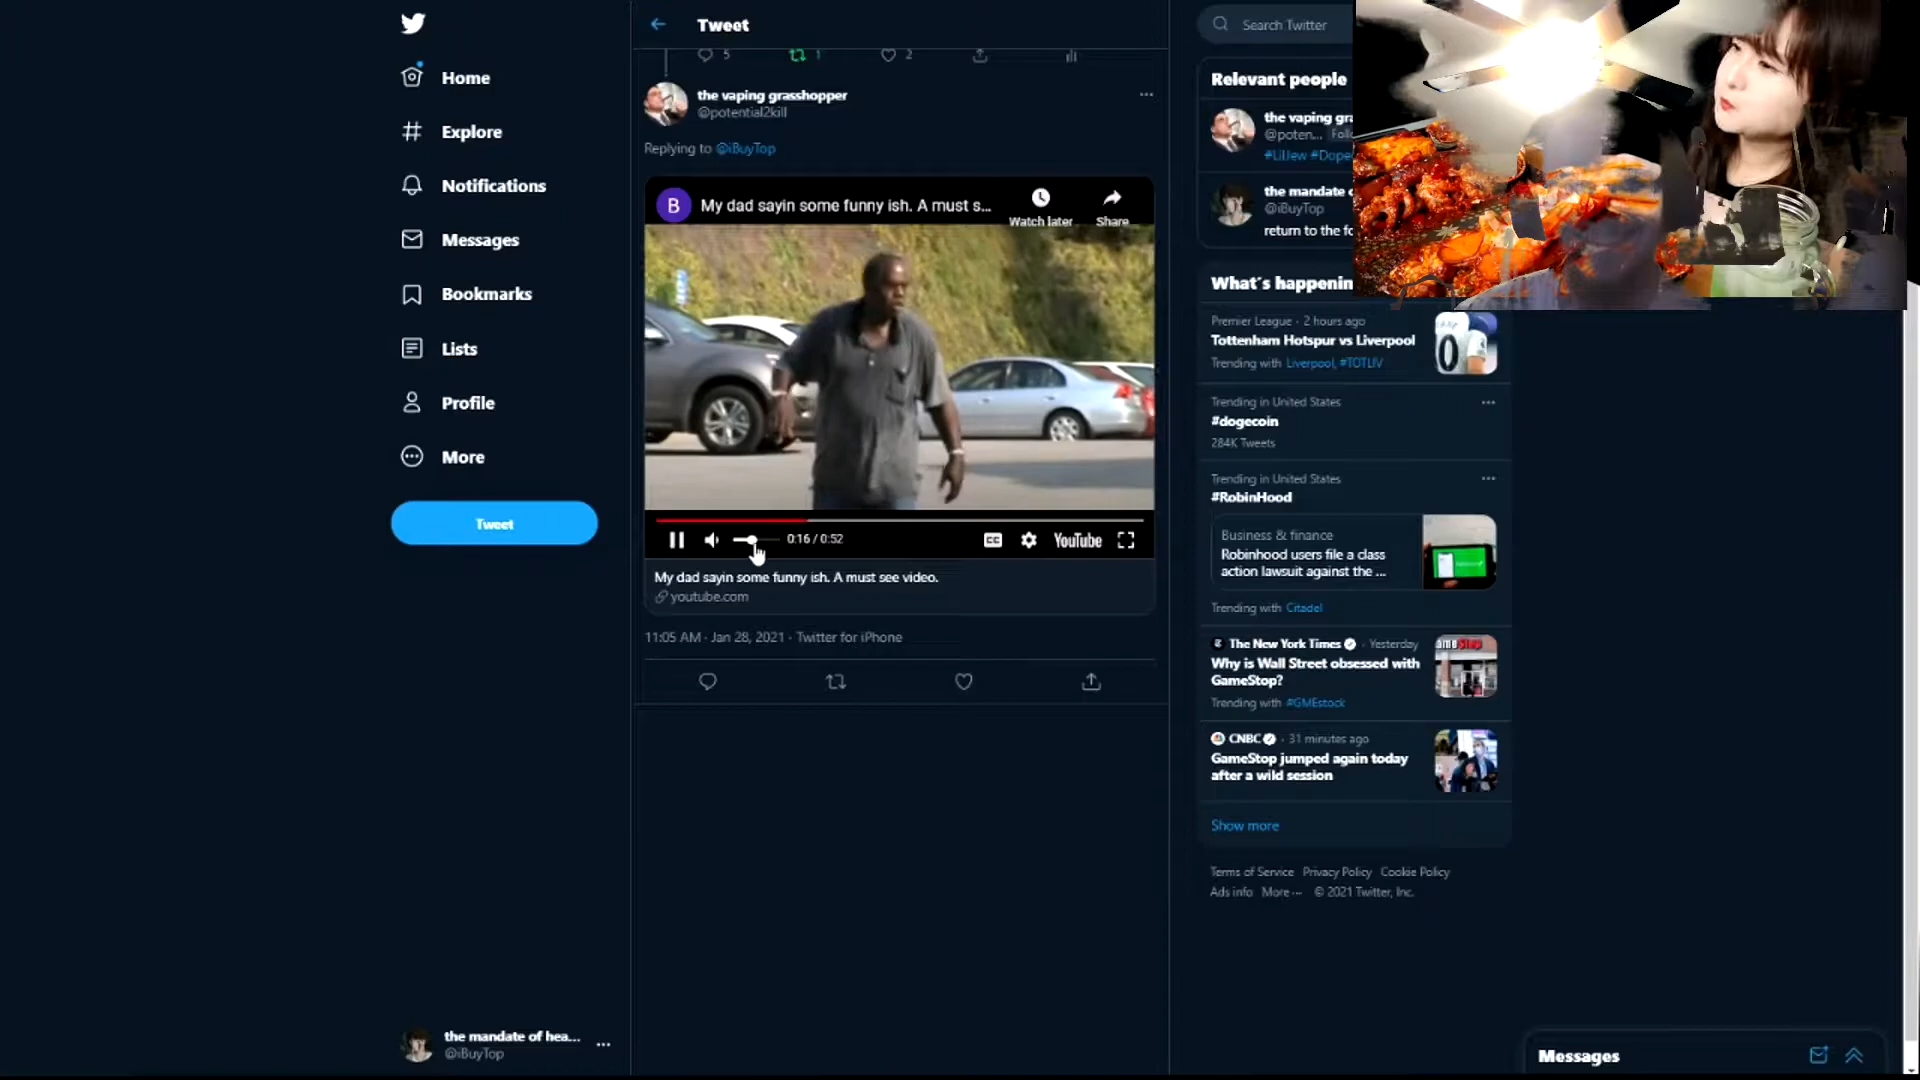 Home
Explore
Notifications
Messages
Bookmarks
Lists
Profile
More
Tweet
the mandate of hea...
@iBuyTop
Tweet
5
1
2
the vaping grasshopper
@potential2kill
Replying to @iBuyTop
B
My dad sayin some funny ish. A must s...
Watch later
Share
0:16 / 0:52
CC
YouTube
My dad sayin some funny ish. A must see video.
youtube.com
11:05 AM · Jan 28, 2021 · Twitter for iPhone
Search Twitter
Relevant people
the vaping gra
@poten...
Foll
#LilJew #Dope
the mandate o
@iBuyTop
return to the fo
What's happenin
Premier League · 2 hours ago
Tottenham Hotspur vs Liverpool
Trending with Liverpool, #TOTLIV
Trending in United States
#dogecoin
284K Tweets
Trending in United States
#RobinHood
Business & finance
Robinhood users file a class
action lawsuit against the ...
Trending with Citadel
The New York Times · Yesterday
Why is Wall Street obsessed with
GameStop?
Trending with #GMEstock
CNBC · 31 minutes ago
GameStop jumped again today
after a wild session
Show more
Terms of Service Privacy Policy Cookie Policy
Ads info More ··· © 2021 Twitter, Inc.
Messages